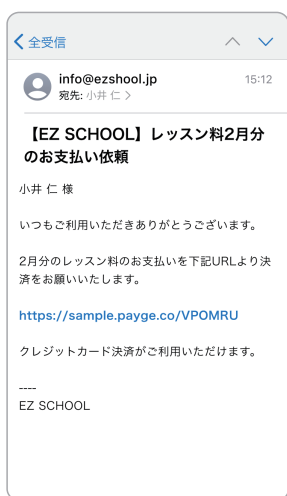 全受信
info@ezshool.jp 15:12
宛先: 小井 仁
【EZ SCHOOL】レッスン料2月分
のお支払い依頼
小井 仁 様
いつもご利用いただきありがとうございます。
2月分のレッスン料のお支払いを下記URLより決
済をお願いいたします。
https://sample.payge.co/VPOMRU
クレジットカード決済がご利用いただけます。
----
EZ SCHOOL